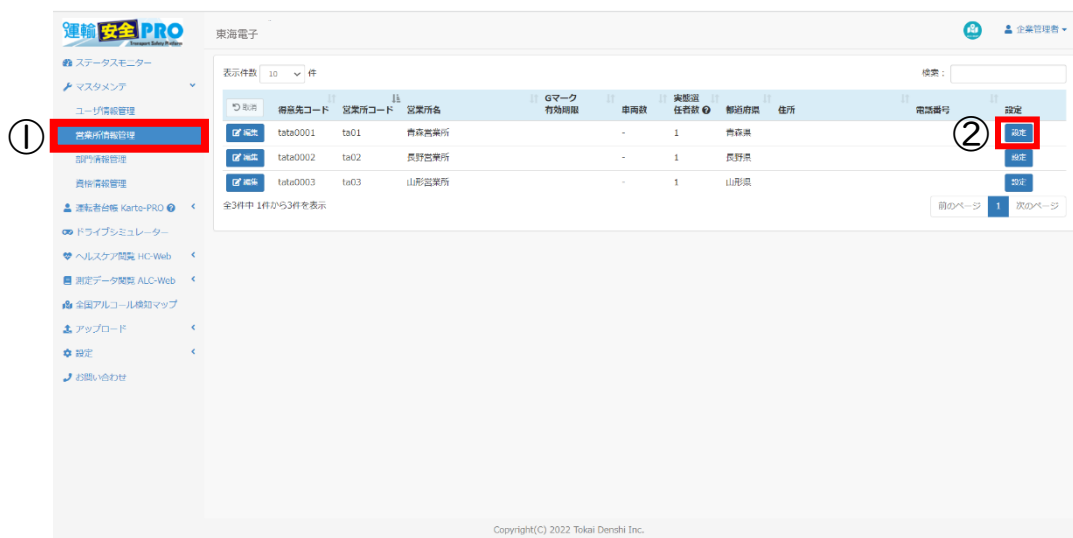 運輸安全PRO
Transport Safety Platform
東海電子
企業管理者
ステータスモニター
マスタメンテ
ユーザ情報管理
①
営業所情報管理
部門情報管理
資格情報管理
運転者台帳 Karte-PRO
ドライブシミュレーター
ヘルスケア閲覧 HC-Web
測定データ閲覧 ALC-Web
全国アルコール検知マップ
アップロード
設定
お問い合わせ
表示件数 10 件
検索：
取消 得意先コード 営業所コード 営業所名 Gマーク有効期限 車両数 実態選任者数 都道府県 住所 電話番号 設定
編集 tata0001 ta01 青森営業所 - 1 青森県 ② 設定
編集 tata0002 ta02 長野営業所 - 1 長野県 設定
編集 tata0003 ta03 山形営業所 - 1 山形県 設定
全3件中 1件から3件を表示
前のページ 1 次のページ
Copyright(C) 2022 Tokai Denshi Inc.